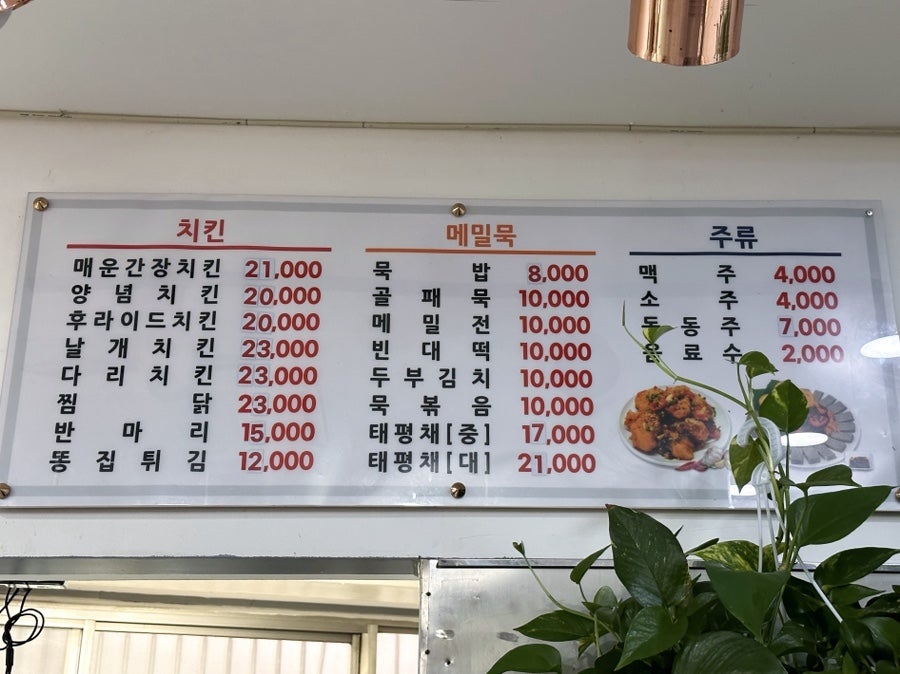 치킨
매운간장치킨 21,000
양념치킨 20,000
후라이드치킨 20,000
날개치킨 23,000
다리치킨 23,000
찜닭 23,000
반마리 15,000
똥집튀김 12,000
메밀묵
묵밥 8,000
골패묵 10,000
메밀전 10,000
빈대떡 10,000
두부김치 10,000
묵볶음 10,000
태평채[중] 17,000
태평채[대] 21,000
주류
맥주 4,000
소주 4,000
동동주 7,000
음료수 2,000